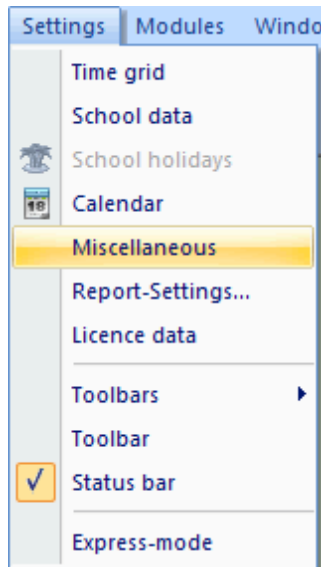 Settings Modules Windo
Time grid
School data
School holidays
18 Calendar
Miscellaneous
Report-Settings...
Licence data
Toolbars
Toolbar
Status bar
Express-mode